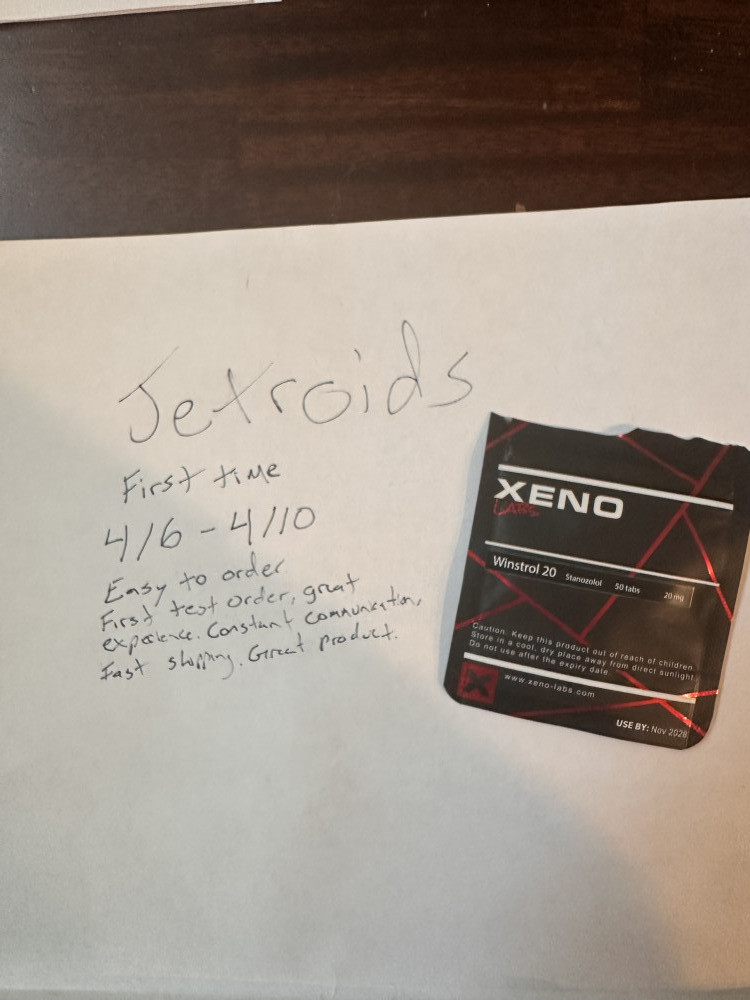 Jetroids
First time
4/6 - 4/10
Easy to order
First test order, great
experience. Constant communication,
Fast shipping. Great product.
XENO
LABS
Winstrol 20 Stanozolol 50 tabs 20 mg
Caution: Keep this product out of reach of children.
Store in a cool, dry place away from direct sunlight
Do not use after the expiry date.
www.xeno-labs.com
USE BY: Nov 2028